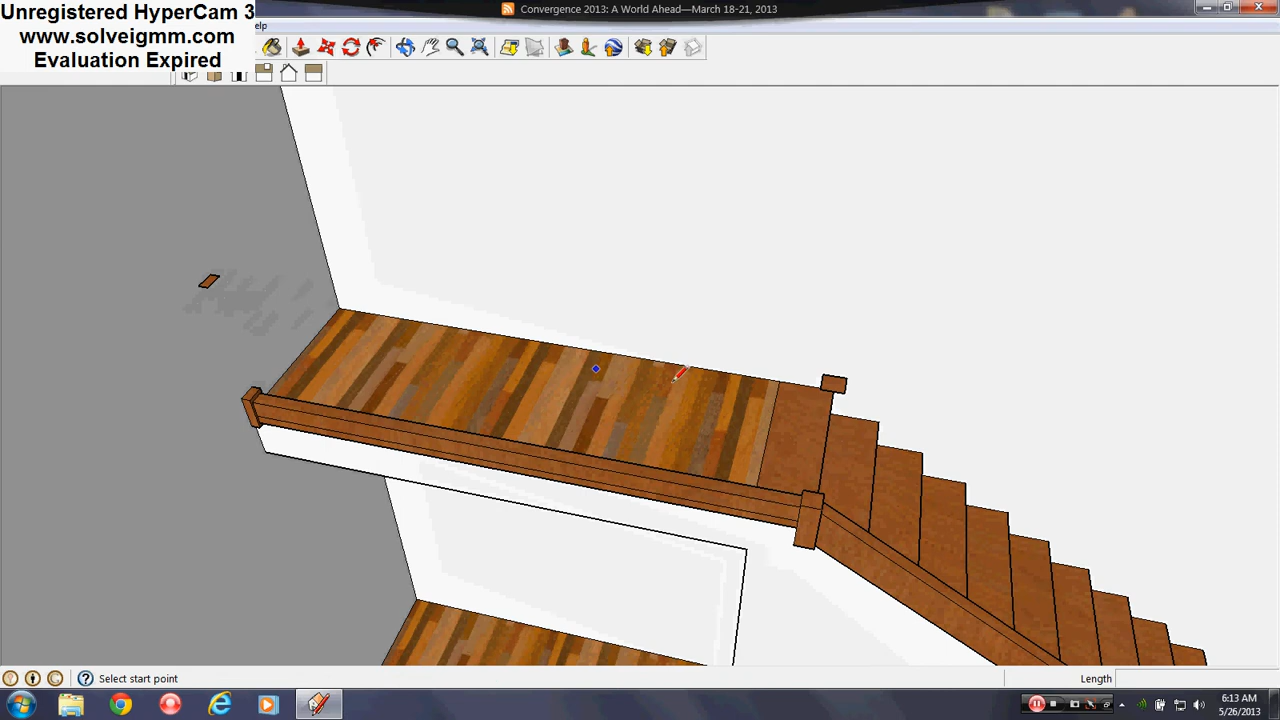 Unregistered HyperCam 3
www.solveigmm.com
Evaluation Expired
Convergence 2013: A World Ahead—March 18-21, 2013
elp
Select start point
Length
6:13 AM
5/26/2013